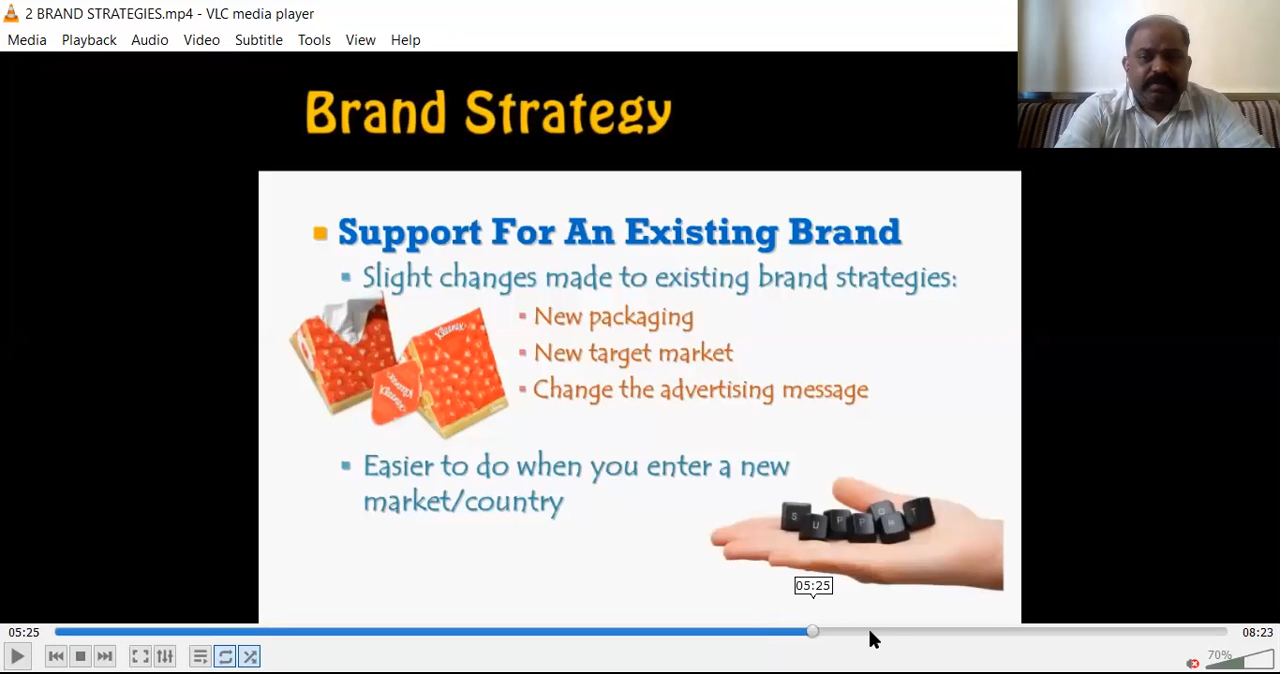 2 BRAND STRATEGIES.mp4 - VLC media player
Media Playback Audio Video Subtitle Tools View Help
Brand Strategy
Support For An Existing Brand
Slight changes made to existing brand strategies:
New packaging
New target market
Change the advertising message
Kleenex
Kleenex
Easier to do when you enter a new
market/country
S U P P O R T
05:25
05:25 08:23
70%